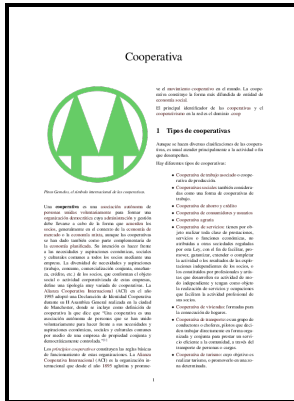 Cooperativa
Pinos Gemelos, el símbolo internacional de las cooperativas.
Una cooperativa es una asociación autónoma de
personas unidas voluntariamente para formar una
organización democrática cuya administración y gestión
debe llevarse a cabo de la forma que acuerden los
socios, generalmente en el contexto de la economía de
mercado o la economía mixta, aunque las cooperativas
se han dado también como parte complementaria de
la economía planificada. Su intención es hacer frente
a las necesidades y aspiraciones económicas, sociales
y culturales comunes a todos los socios mediante una
empresa. La diversidad de necesidades y aspiraciones
(trabajo, consumo, comercialización conjunta, enseñan-
za, crédito, etc.) de los socios, que conforman el objeto
social o actividad corporativizada de estas empresas,
define una tipología muy variada de cooperativas. La
Alianza Cooperativa Internacional (ACI) en el año
1995 adoptó una Declaración de Identidad Cooperativa
durante su II Asamblea General realizada en la ciudad
de Manchester, donde se incluye como definición de
cooperativa la que dice que "Una cooperativa es una
asociación autónoma de personas que se han unido
voluntariamente para hacer frente a sus necesidades y
aspiraciones económicas, sociales y culturales comunes
por medio de una empresa de propiedad conjunta y
democráticamente controlada.
Los principios cooperativos constituyen las reglas básicas
de funcionamiento de estas organizaciones. La Alianza
Cooperativa Internacional (ACI) es la organización in-
ternacional que desde el año 1895 aglutina y promue-
ve el movimiento cooperativo en el mundo. La coope-
rativa constituye la forma más difundida de entidad de
economía social.
El principal identificador de las cooperativas y el
cooperativismo en la red es el dominio .coop
1 Tipos de cooperativas
Aunque se hacen diversas clasificaciones de las coopera-
tivas, es usual atender principalmente a la actividad o fin
que desempeñan.
Hay diferentes tipos de cooperativas:
• Cooperativa de trabajo asociado o coope-
rativa de producción.
• Cooperativas sociales también considera-
das como una forma de cooperativas de
trabajo.
• Cooperativa de ahorro y crédito
• Cooperativa de consumidores y usuarios
• Cooperativa agraria
• Cooperativa de servicios: tienen por ob-
jeto realizar toda clase de prestaciones,
servicios o funciones económicas, no
atribuidas a otras sociedades reguladas
por esta Ley, con el fin de facilitar, pro-
mover, garantizar, extender o completar
la actividad o los resultados de las explo-
taciones independientes de los socios, o
los constituidos por profesionales y artis-
tas que desarrollen su actividad de mo-
do independiente y tengan como objeto
la realización de servicios y conjuntos
que faciliten la actividad profesional de
sus socios.
• Cooperativa de viviendas: formadas para
la consecución de hogares.
• Cooperativa de transporte: es un grupo de
conductores o choferes, pilotos que deci-
den trabajar directamente en forma orga-
nizada y conjunta para prestar un servi-
cio eficiente a la comunidad, a través del
transporte de personas o cargas.
• Cooperativa de turismo: cuyo objetivo es
realizar turismo, o promoverlo en una zo-
na determinada.
1